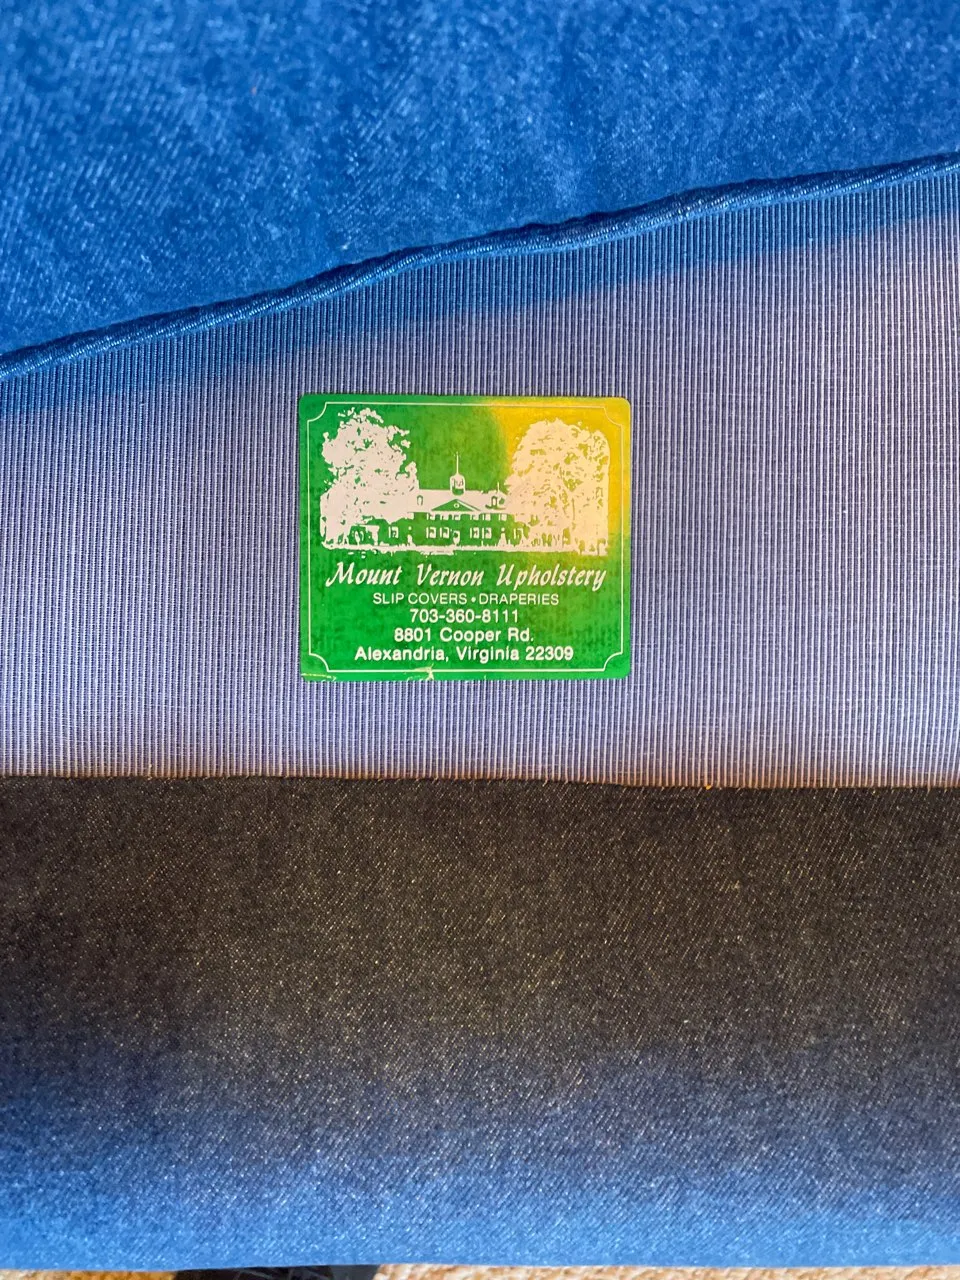 Mount Vernon Upholstery
SLIP COVERS • DRAPERIES
703-360-8111
8801 Cooper Rd.
Alexandria, Virginia 22309